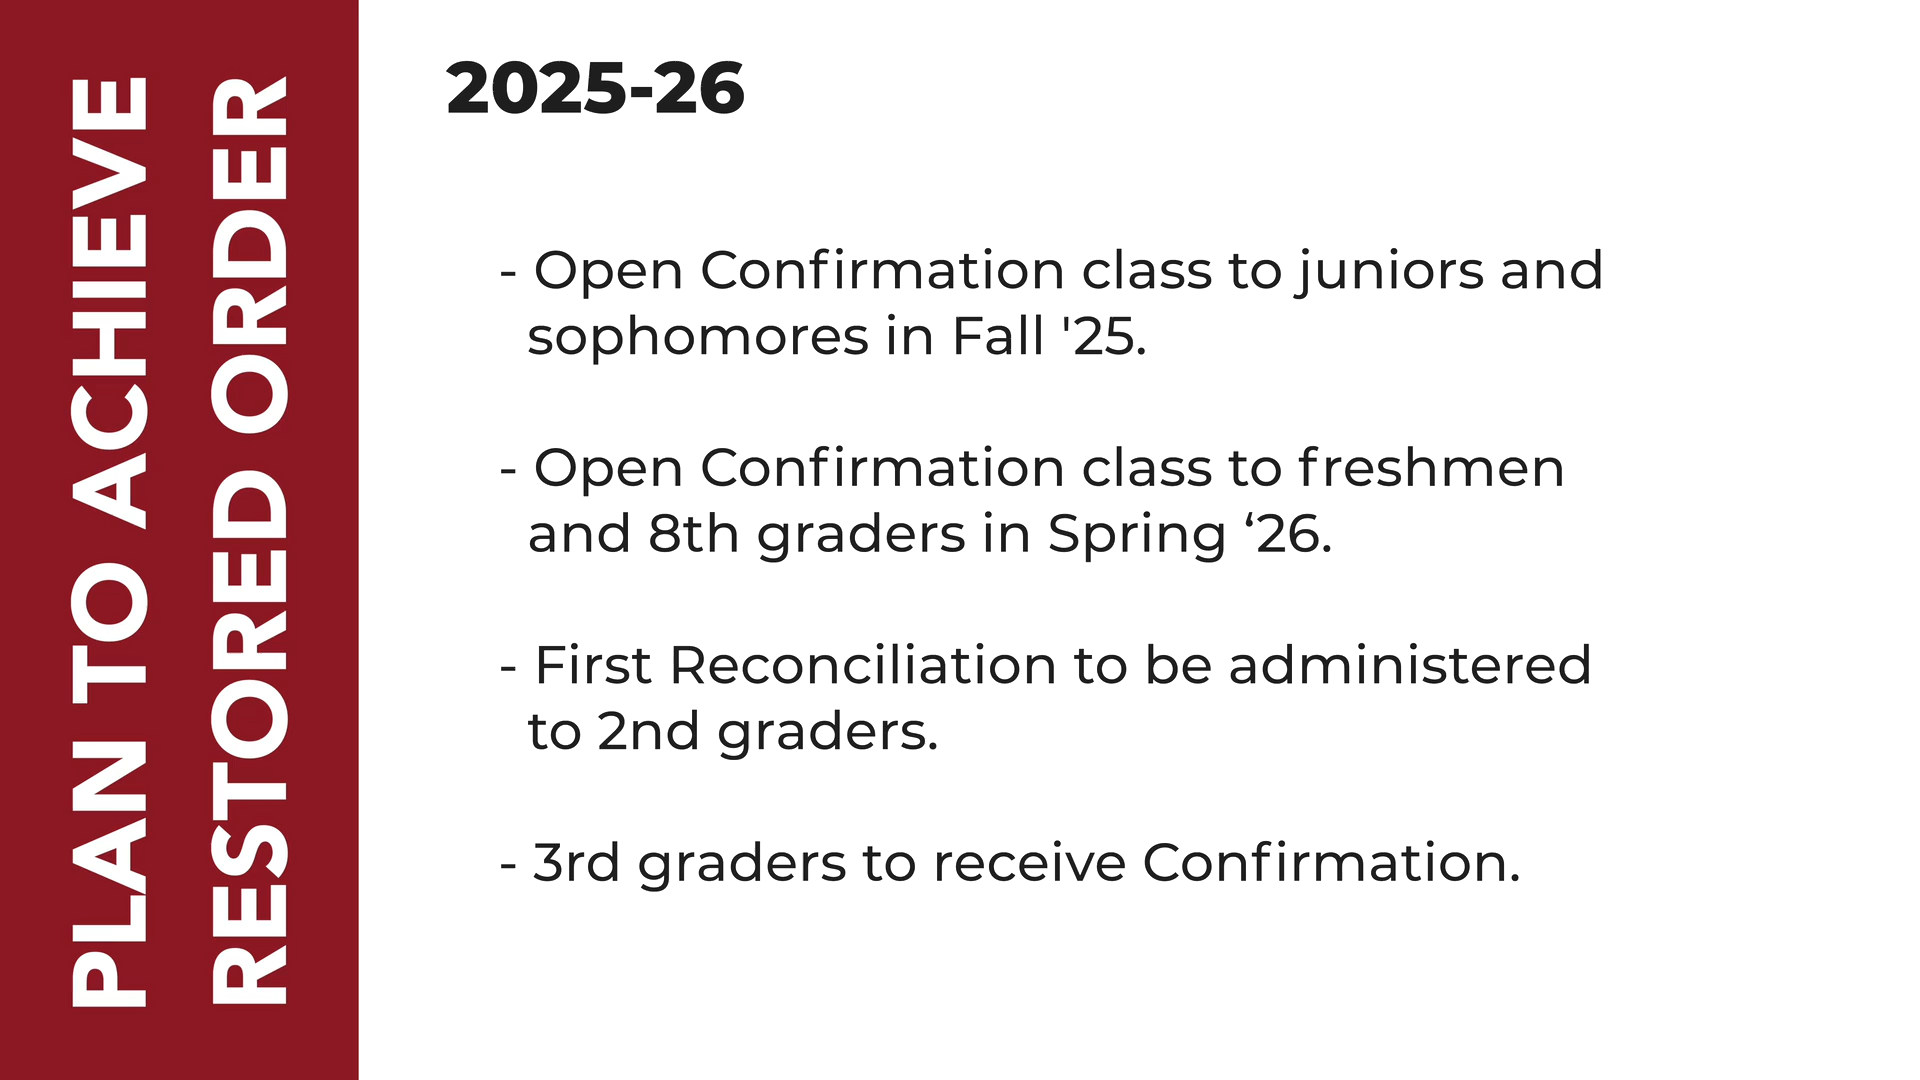 PLAN TO ACHIEVE
RESTORED ORDER
2025-26
- Open Confirmation class to juniors and
sophomores in Fall '25.
- Open Confirmation class to freshmen
and 8th graders in Spring ‘26.
- First Reconciliation to be administered
to 2nd graders.
- 3rd graders to receive Confirmation.